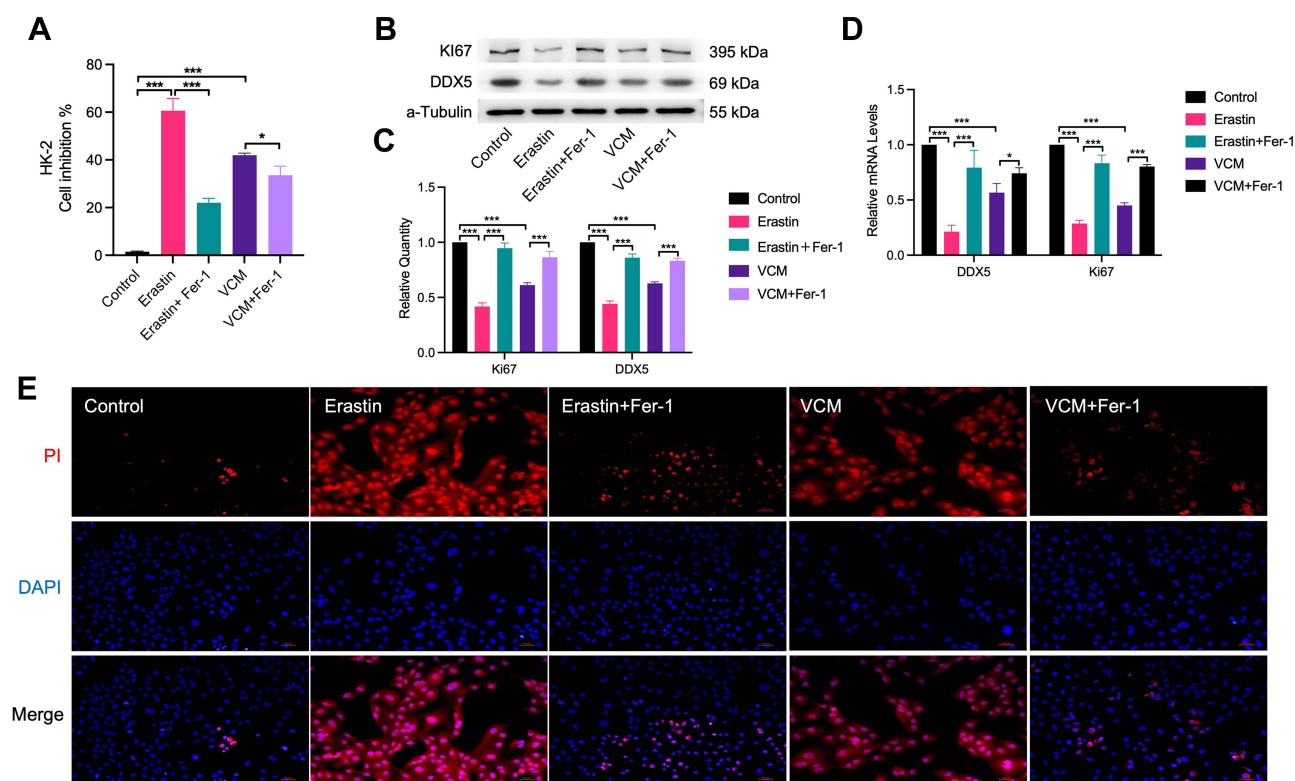 A
HK-2
Cell inhibition %
80
60
40
20
0
***
*** ***
*
Control
Erastin
Erastin+ Fer-1
VCM
VCM+Fer-1
B
KI67 395 kDa
DDX5 69 kDa
a-Tubulin 55 kDa
Control
Erastin
Erastin+Fer-1
VCM
VCM+Fer-1
C
Relative Quantity
1.5
1.0
0.5
0.0
*** ***
*** *** *** *** *** ***
Ki67 DDX5
Control
Erastin
Erastin+Fer-1
VCM
VCM+Fer-1
D
Relative mRNA Levels
1.5
1.0
0.5
0.0
*** ***
*** *** * *** *** ***
DDX5 Ki67
Control
Erastin
Erastin+Fer-1
VCM
VCM+Fer-1
E
Control Erastin Erastin+Fer-1 VCM VCM+Fer-1
PI
DAPI
Merge